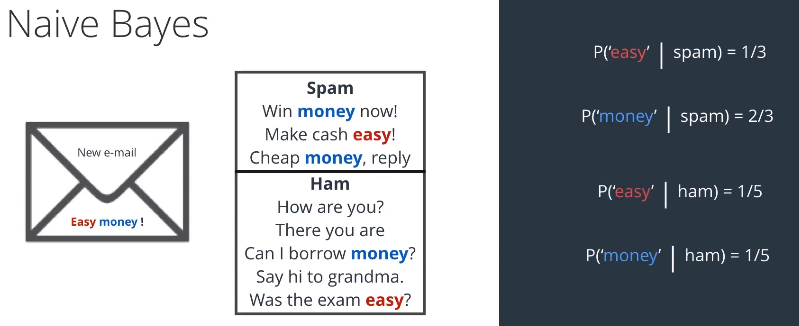 Naive Bayes
New e-mail
Easy money !
Spam
Win money now!
Make cash easy!
Cheap money, reply
Ham
How are you?
There you are
Can I borrow money?
Say hi to grandma.
Was the exam easy?
P(‘easy’ | spam) = 1/3
P(‘money’ | spam) = 2/3
P(‘easy’ | ham) = 1/5
P(‘money’ | ham) = 1/5